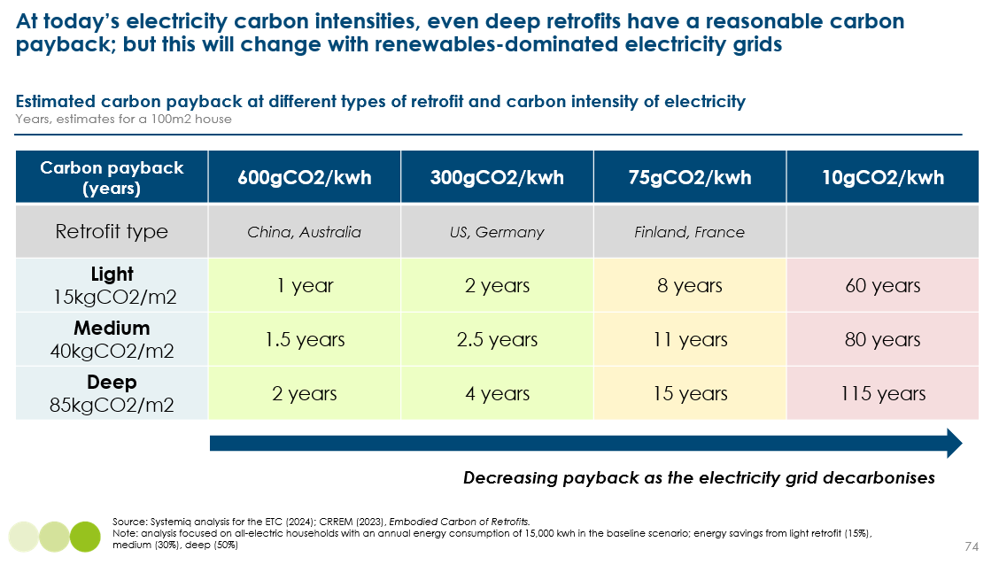 At today’s electricity carbon intensities, even deep retrofits have a reasonable carbon
payback; but this will change with renewables-dominated electricity grids
Estimated carbon payback at different types of retrofit and carbon intensity of electricity
Years, estimates for a 100m2 house
Carbon payback
(years)
600gCO2/kwh
300gCO2/kwh
75gCO2/kwh
10gCO2/kwh
Retrofit type
China, Australia
US, Germany
Finland, France
Light
15kgCO2/m2
1 year
2 years
8 years
60 years
Medium
40kgCO2/m2
1.5 years
2.5 years
11 years
80 years
Deep
85kgCO2/m2
2 years
4 years
15 years
115 years
Decreasing payback as the electricity grid decarbonises
Source: Systemiq analysis for the ETC (2024); CRREM (2023), Embodied Carbon of Retrofits.
Note: analysis focused on all-electric households with an annual energy consumption of 15,000 kwh in the baseline scenario; energy savings from light retrofit (15%),
medium (30%), deep (50%)
74